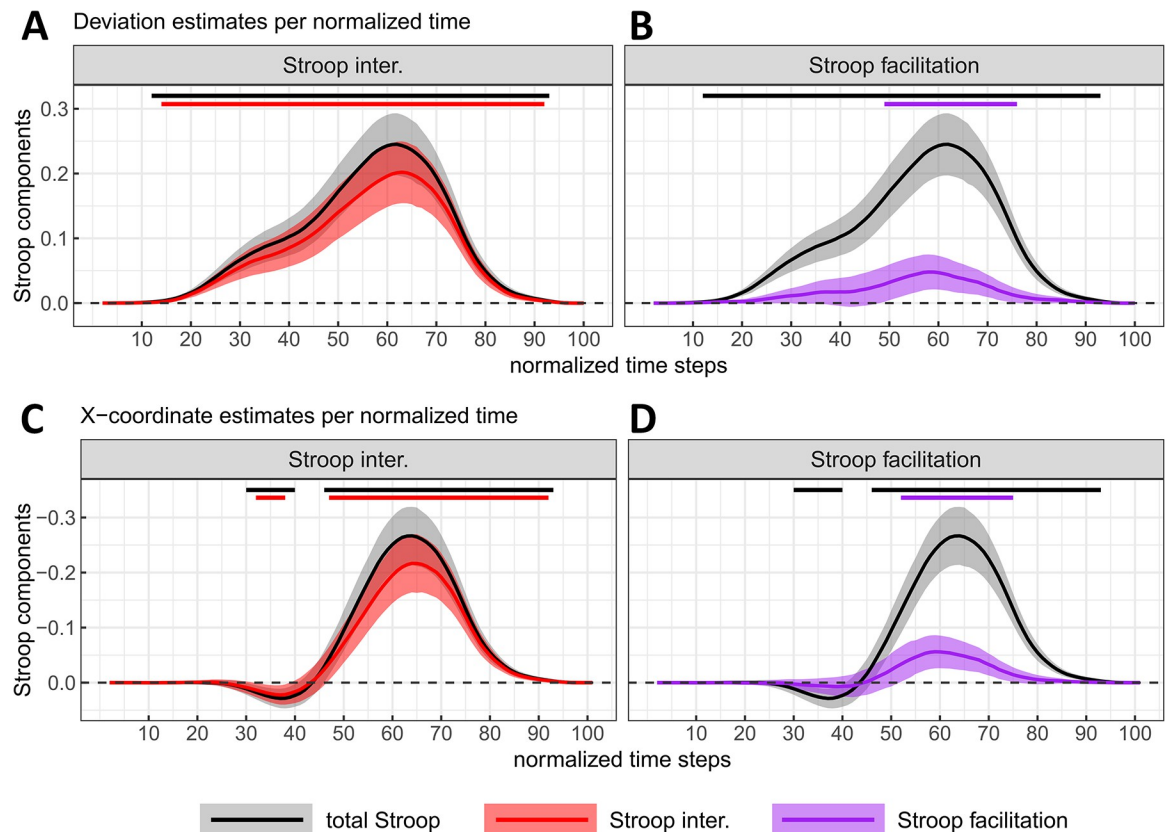 A Deviation estimates per normalized time B
Stroop inter. Stroop facilitation
0.3
0.2
0.1
0.0
Stroop components
10 20 30 40 50 60 70 80 90 100 10 20 30 40 50 60 70 80 90 100
normalized time steps
C X−coordinate estimates per normalized time D
Stroop inter. Stroop facilitation
−0.3
−0.2
−0.1
0.0
Stroop components
10 20 30 40 50 60 70 80 90 100 10 20 30 40 50 60 70 80 90 100
normalized time steps
total Stroop Stroop inter. Stroop facilitation